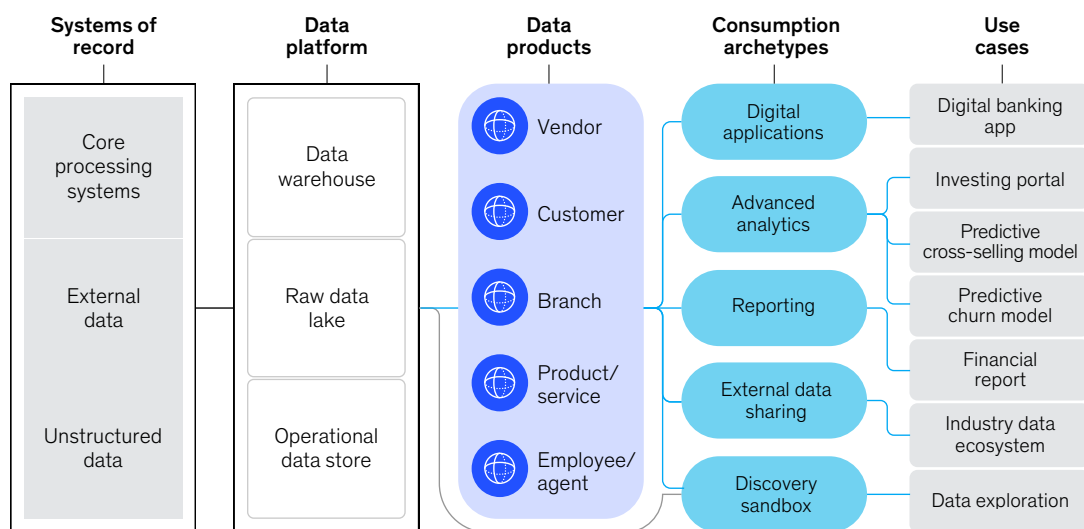 Systems of
record
Data
platform
Data
products
Consumption
archetypes
Use
cases
Core
processing
systems
External
data
Unstructured
data
Data
warehouse
Raw data
lake
Operational
data store
Vendor
Customer
Branch
Product/
service
Employee/
agent
Digital
applications
Advanced
analytics
Reporting
External data
sharing
Discovery
sandbox
Digital banking
app
Investing portal
Predictive
cross-selling model
Predictive
churn model
Financial
report
Industry data
ecosystem
Data exploration